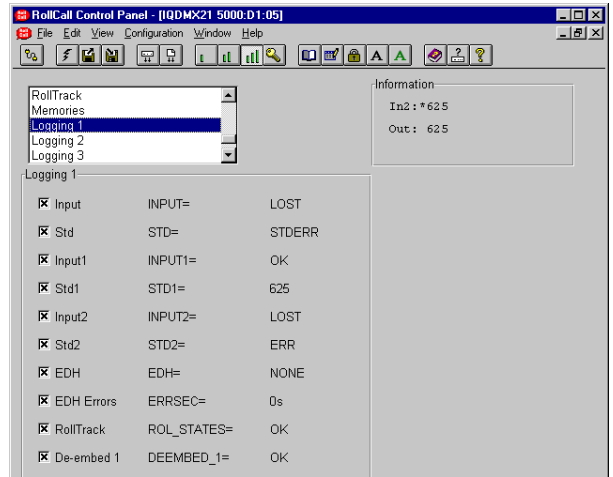 RollCall Control Panel - [IQDMX21 5000:D1:05]
File Edit View Configuration Window Help
A A
RollTrack
Memories
Logging 1
Logging 2
Logging 3
Information
In2:*625
Out: 625
Logging 1
Input INPUT= LOST
Std STD= STDERR
Input1 INPUT1= OK
Std1 STD1= 625
Input2 INPUT2= LOST
Std2 STD2= ERR
EDH EDH= NONE
EDH Errors ERRSEC= 0s
RollTrack ROL_STATES= OK
De-embed 1 DEEMBED_1= OK